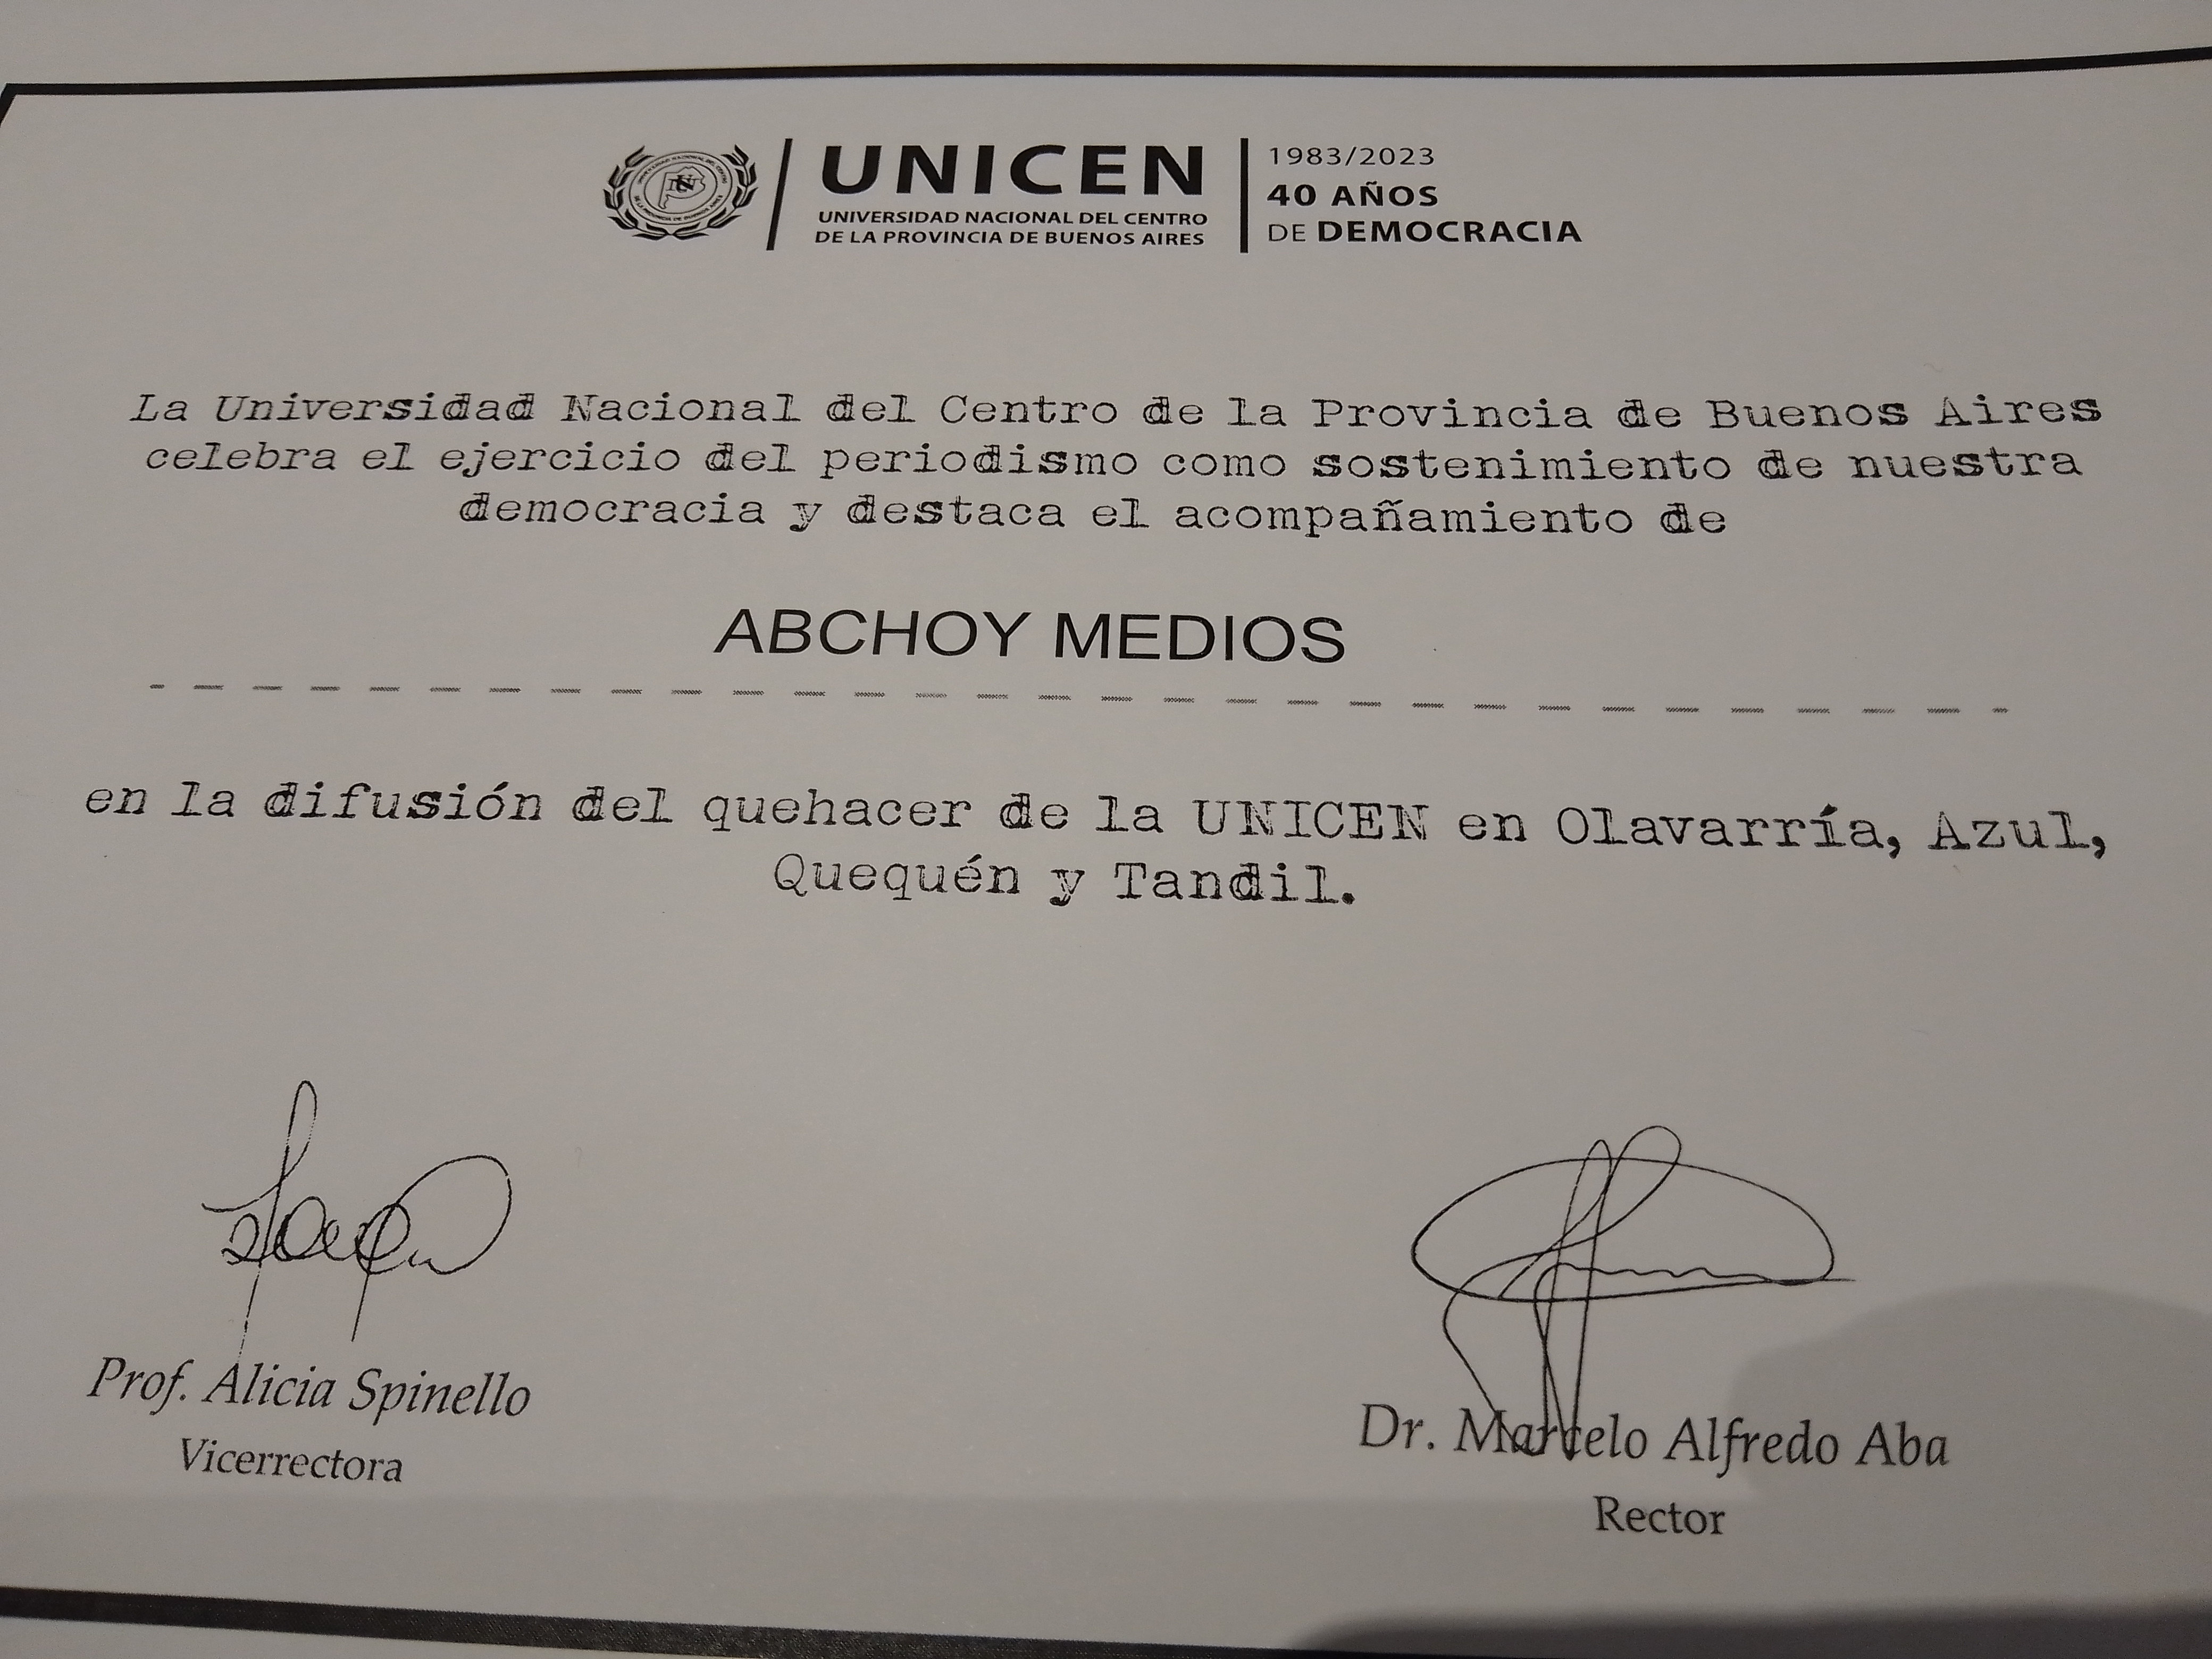 UNICEN
UNIVERSIDAD NACIONAL DEL CENTRO
DE LA PROVINCIA DE BUENOS AIRES
1983/2023
40 AÑOS
DE DEMOCRACIA
La Universidad Nacional del Centro de la Provincia de Buenos Aires
celebra el ejercicio del periodismo como sostenimiento de nuestra
democracia y destaca el acompañamiento de
ABCHOY MEDIOS
en la difusión del quehacer de la UNICEN en Olavarría, Azul,
Quequén y Tandil.
Prof. Alicia Spinello
Vicerrectora
Dr. Marcelo Alfredo Aba
Rector